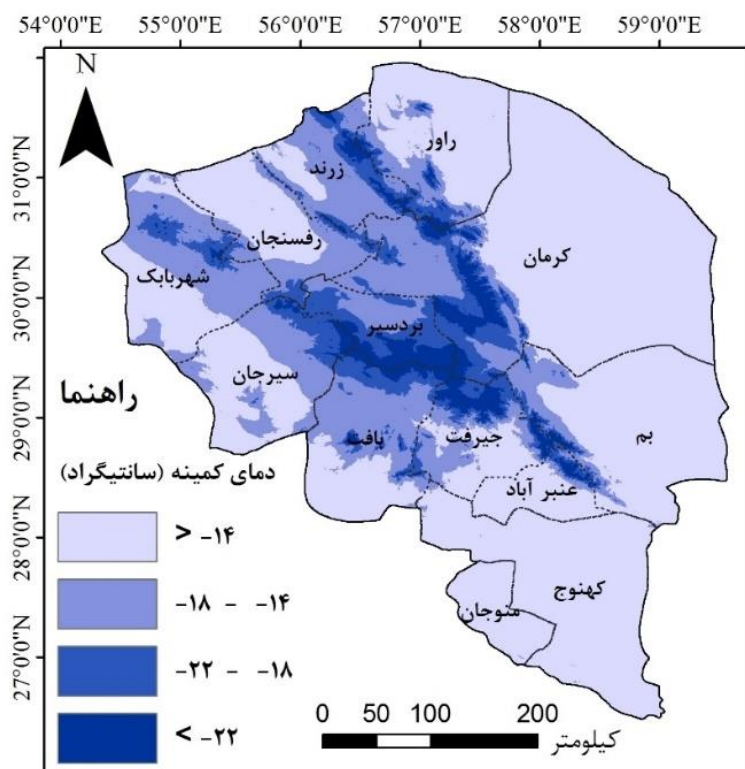 54°0'0"E 55°0'0"E 56°0'0"E 57°0'0"E 58°0'0"E 59°0'0"E
N
31°0'0"N
30°0'0"N
29°0'0"N
28°0'0"N
27°0'0"N
راور
زرند
رفسنجان
کرمان
شهربابک
بردسیر
سیرجان
بافت
جیرفت
بم
عنبر آباد
کهنوج
منوجان
راهنما
دمای کمینه (سانتیگراد)
> -۱۴
-۱۸ - -۱۴
-۲۲ - -۱۸
< -۲۲
0 50 100 200
کیلومتر